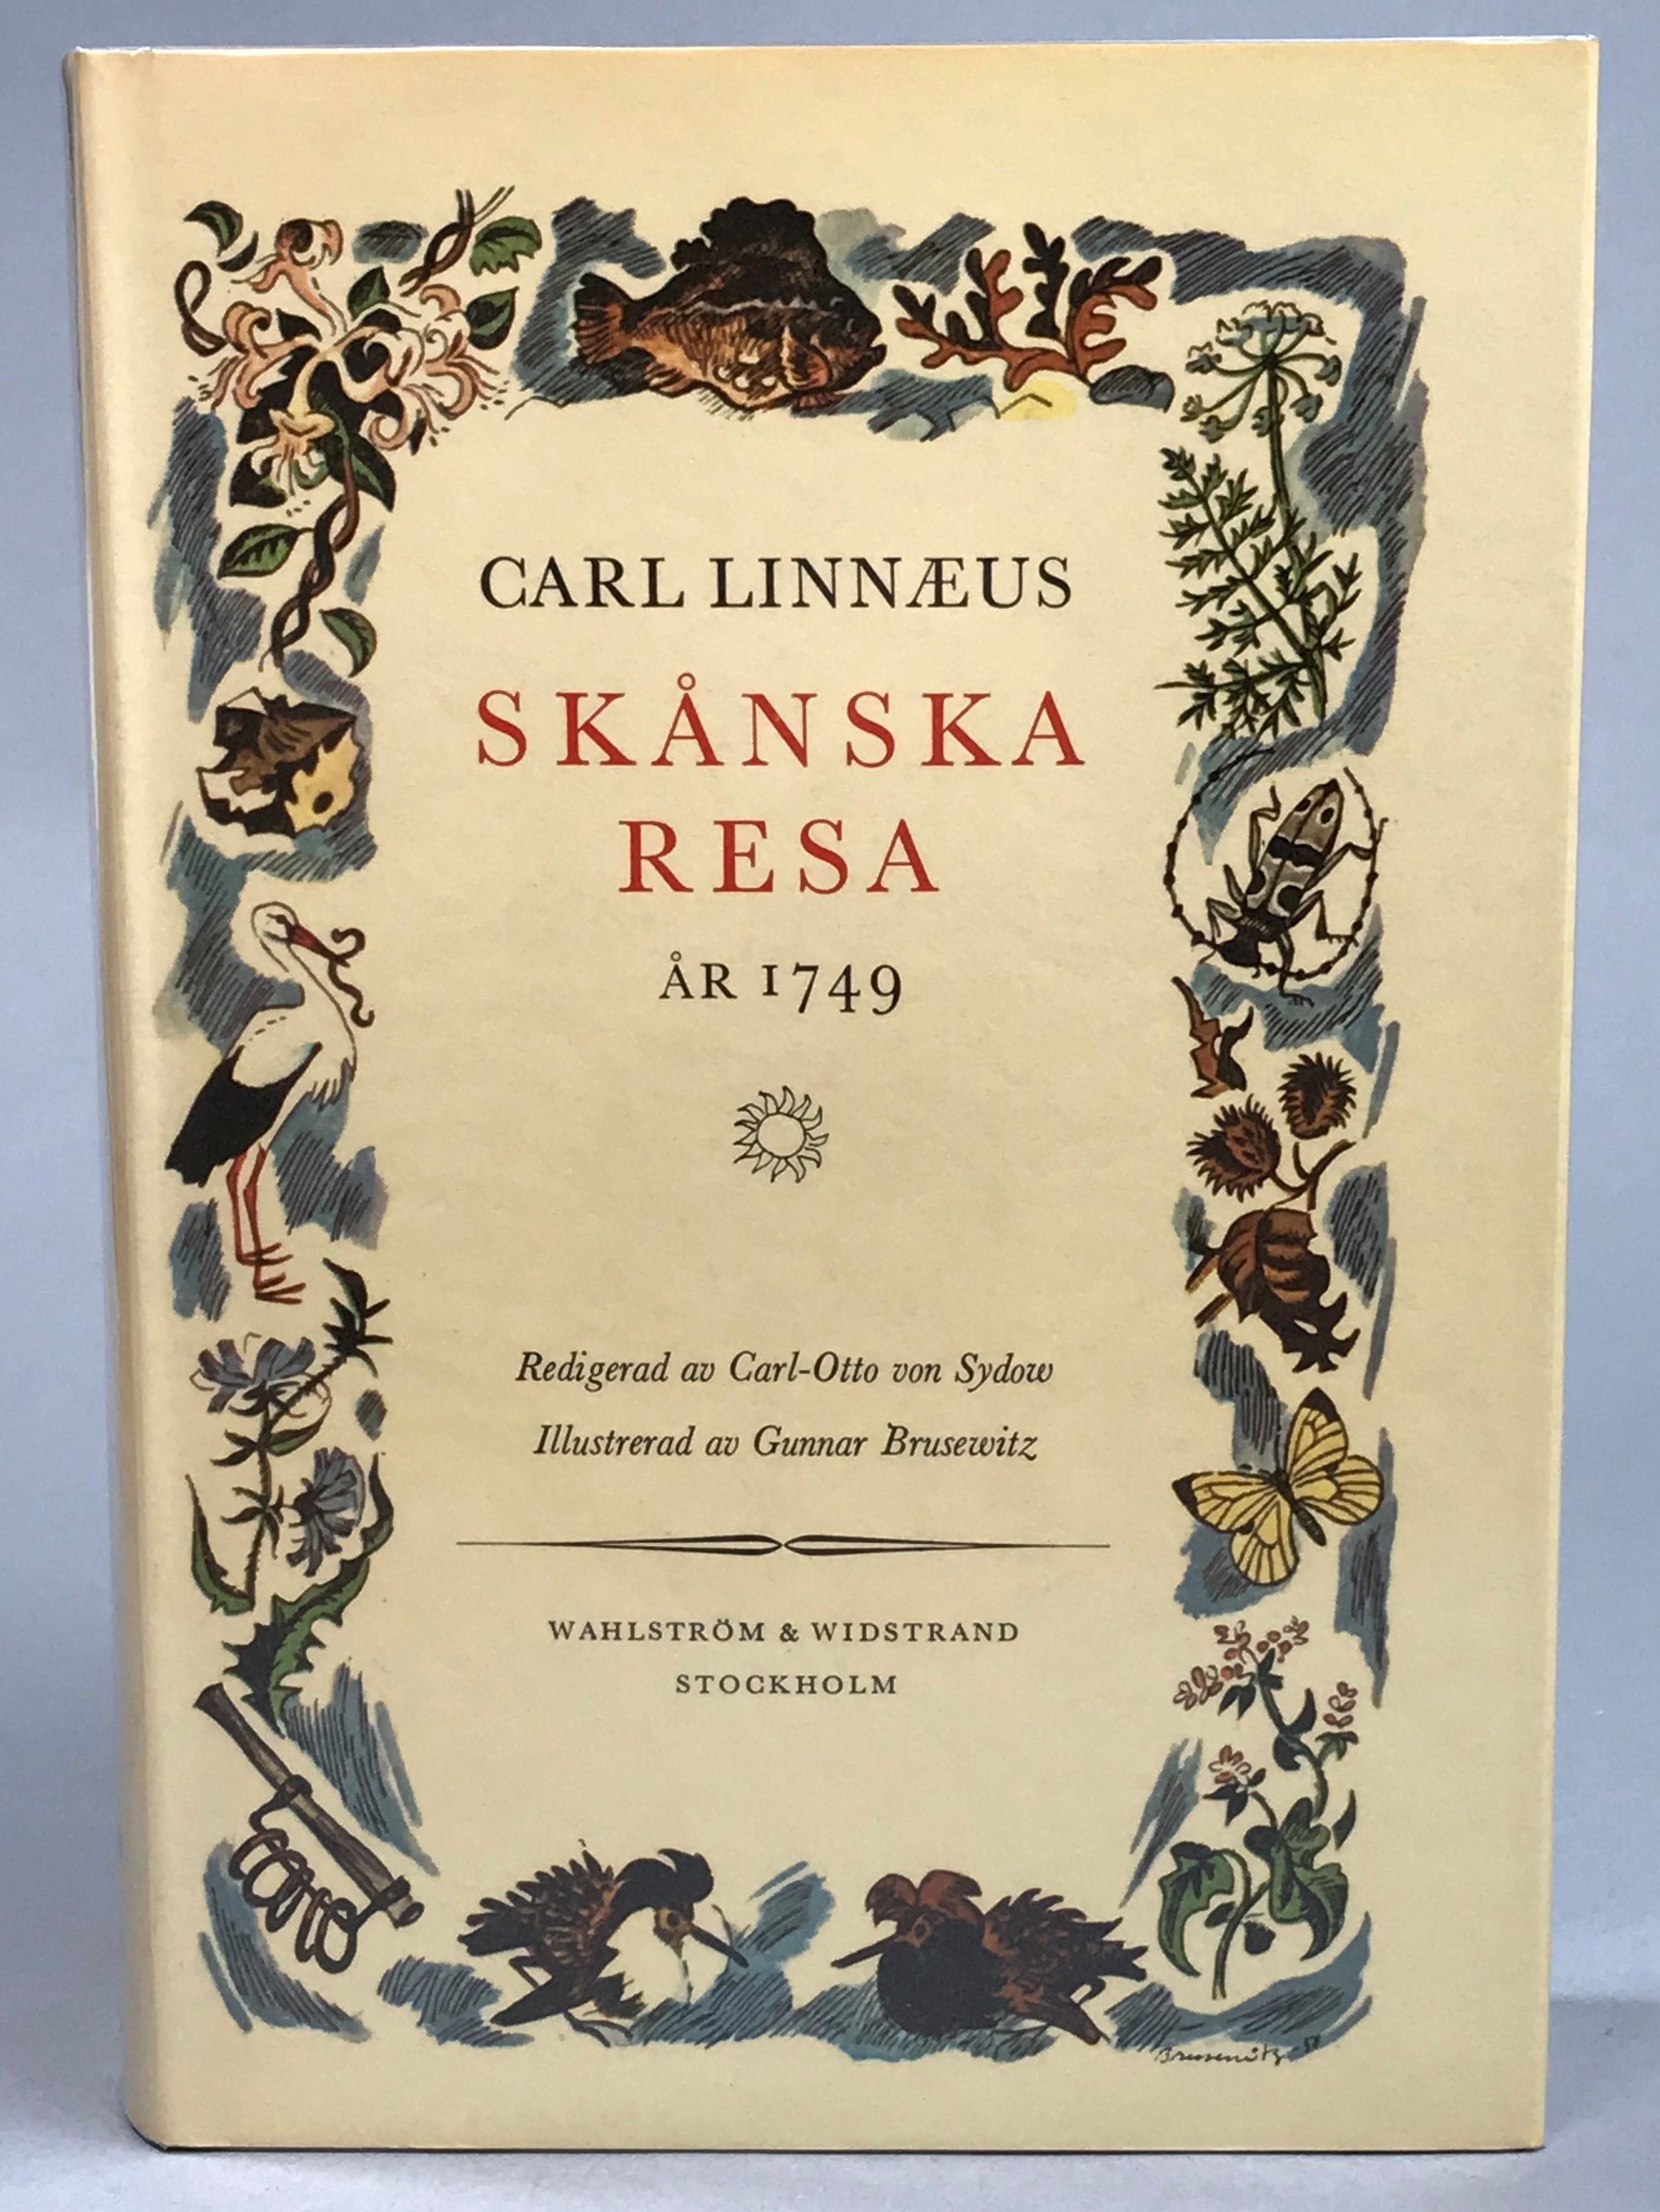 CARL LINNÆUS
SKÅNSKA
RESA
ÅR 1749
Redigerad av Carl-Otto von Sydow
Illustrerad av Gunnar Brusewitz
WAHLSTRÖM & WIDSTRAND
STOCKHOLM
Brusewitz